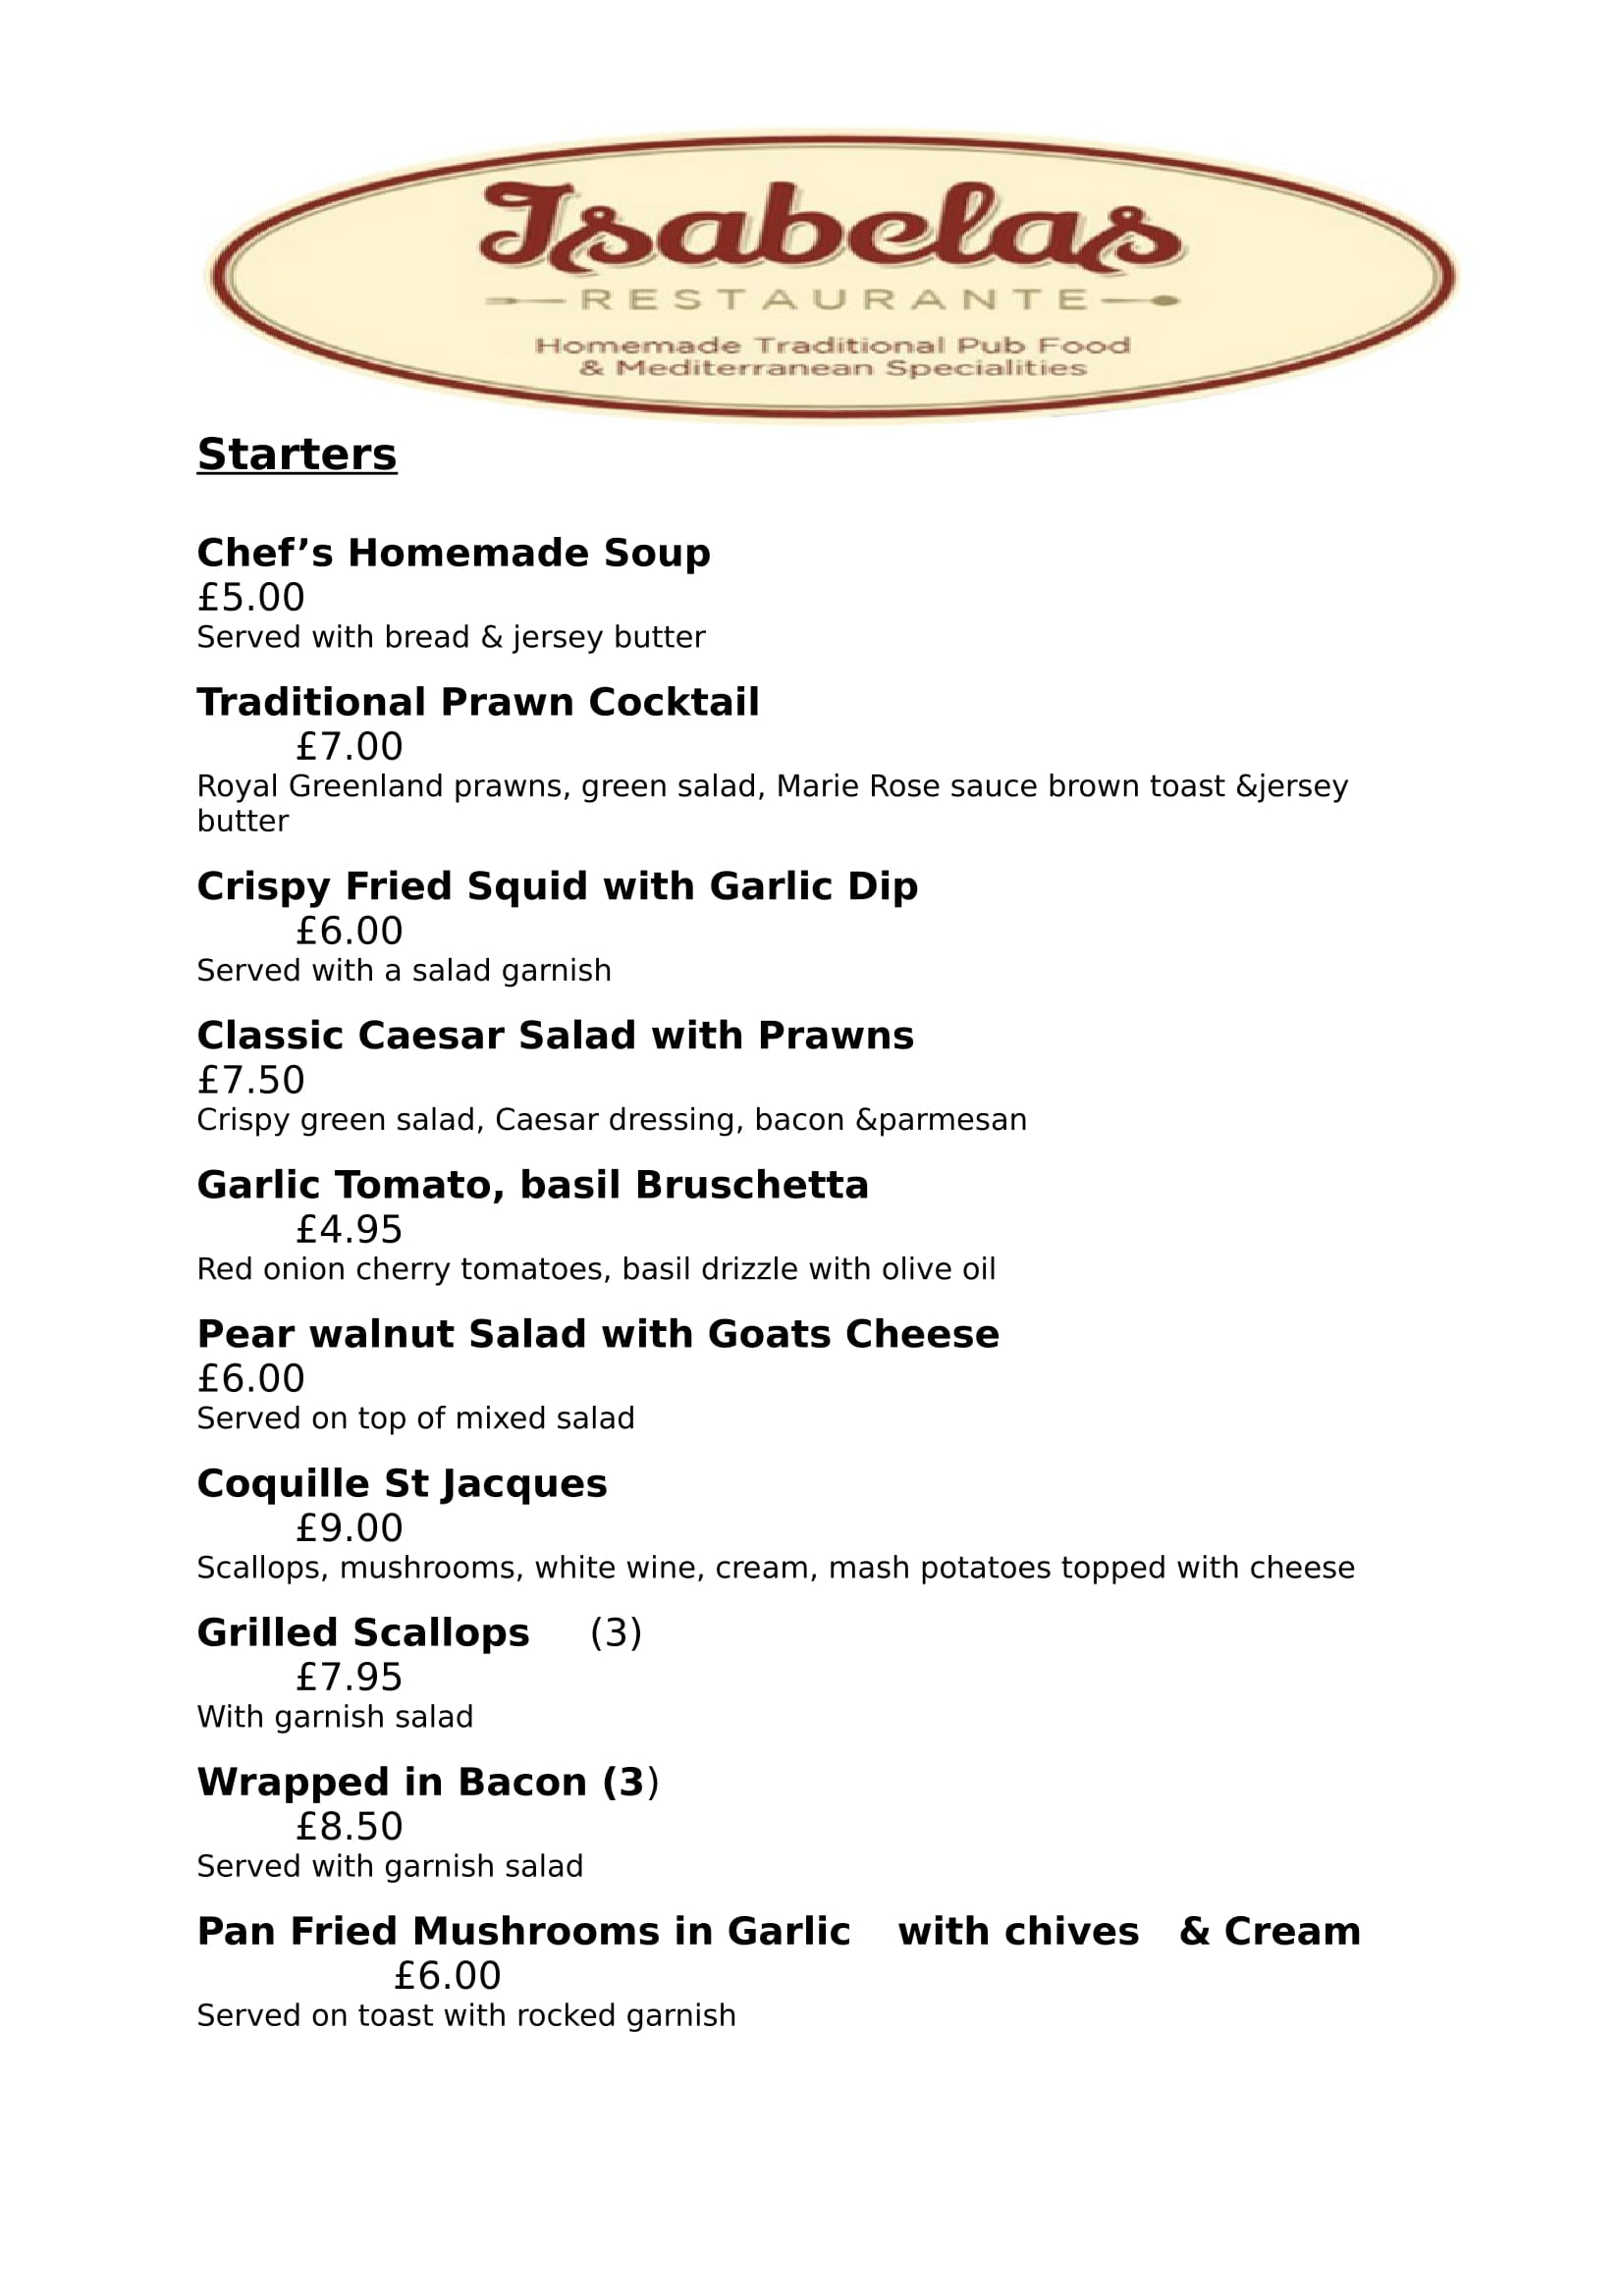 Isabelas
RESTAURANTE
Homemade Traditional Pub Food
& Mediterranean Specialities
Starters
Chef’s Homemade Soup
£5.00
Served with bread & jersey butter
Traditional Prawn Cocktail
£7.00
Royal Greenland prawns, green salad, Marie Rose sauce brown toast &jersey
butter
Crispy Fried Squid with Garlic Dip
£6.00
Served with a salad garnish
Classic Caesar Salad with Prawns
£7.50
Crispy green salad, Caesar dressing, bacon &parmesan
Garlic Tomato, basil Bruschetta
£4.95
Red onion cherry tomatoes, basil drizzle with olive oil
Pear walnut Salad with Goats Cheese
£6.00
Served on top of mixed salad
Coquille St Jacques
£9.00
Scallops, mushrooms, white wine, cream, mash potatoes topped with cheese
Grilled Scallops (3)
£7.95
With garnish salad
Wrapped in Bacon (3)
£8.50
Served with garnish salad
Pan Fried Mushrooms in Garlic with chives & Cream
£6.00
Served on toast with rocked garnish